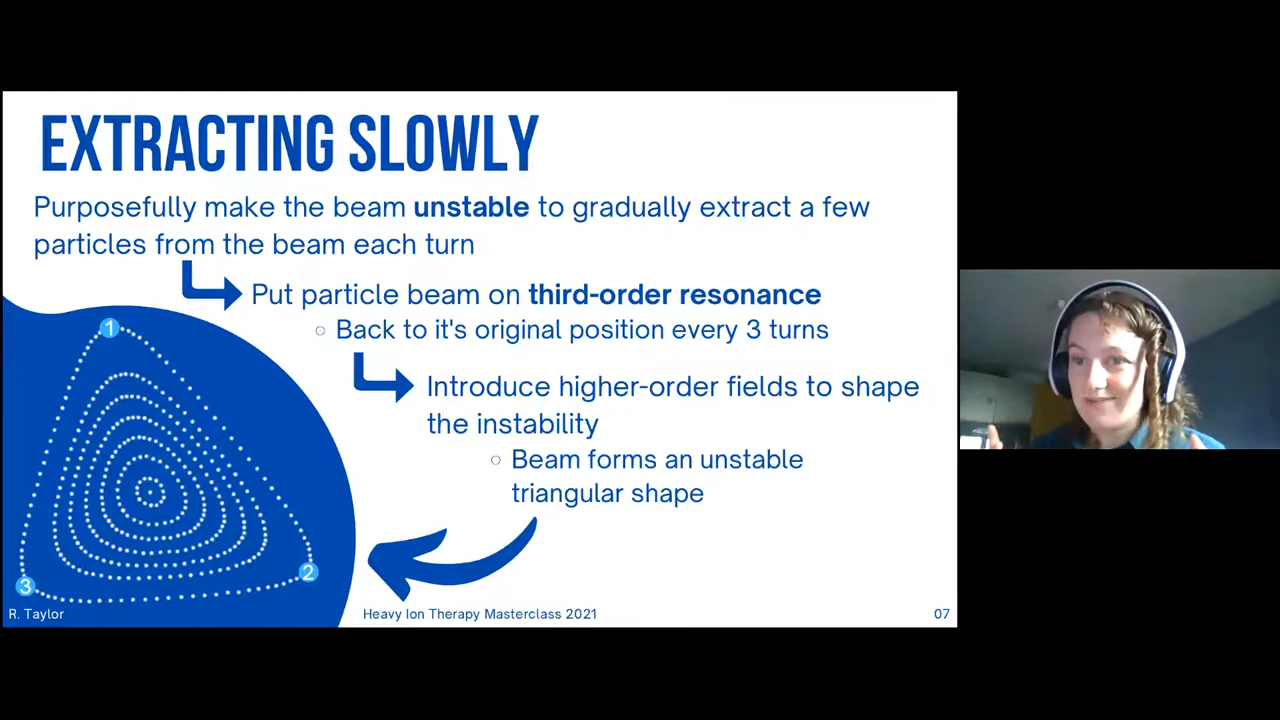 EXTRACTING SLOWLY
Purposefully make the beam unstable to gradually extract a few
particles from the beam each turn
Put particle beam on third-order resonance
Back to it's original position every 3 turns
Introduce higher-order fields to shape
the instability
Beam forms an unstable
triangular shape
1
2
3
R. Taylor
Heavy Ion Therapy Masterclass 2021
07